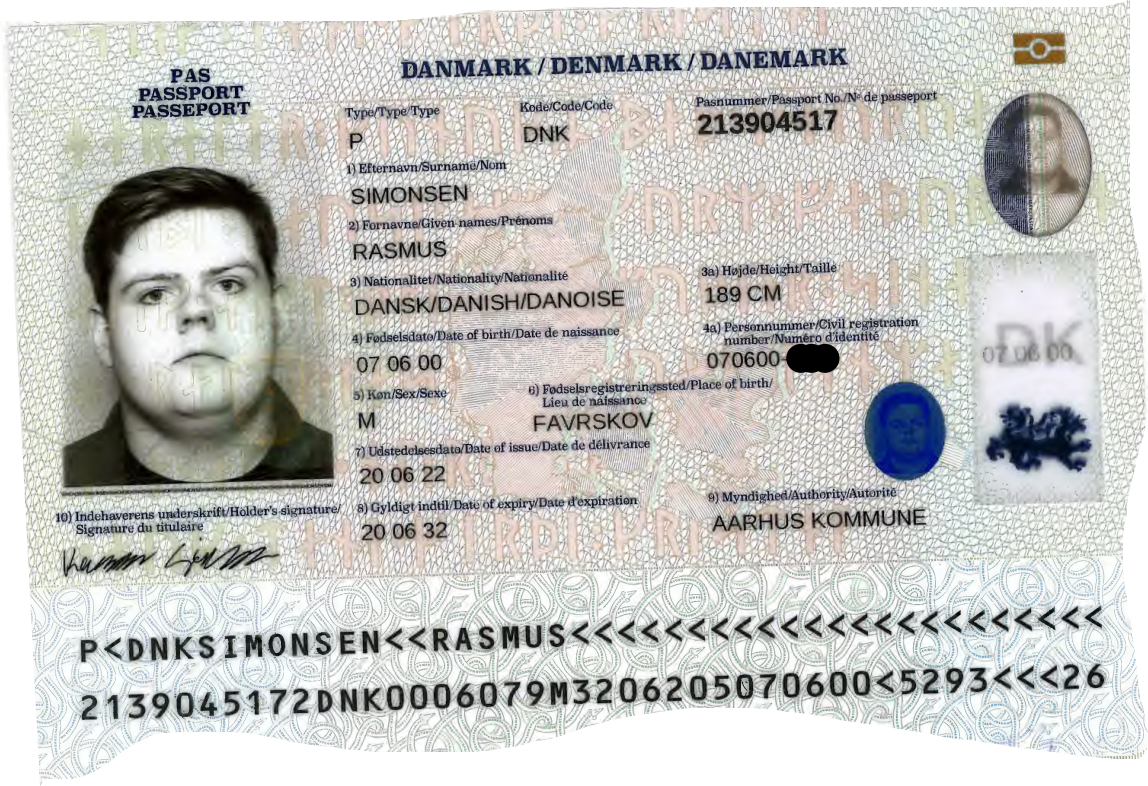 DANMARK / DENMARK / DANEMARK
PAS
PASSPORT
PASSEPORT
Type/Type/Type Kode/Code/Code Pasnummer/Passport No./Nº de passeport
P DNK 213904517
1) Efternavn/Surname/Nom
SIMONSEN
2) Fornavne/Given names/Prénoms
RASMUS
3) Nationalitet/Nationality/Nationalité
DANSK/DANISH/DANOISE
3a) Højde/Height/Taille
189 CM
4) Fødselsdato/Date of birth/Date de naissance
07 06 00
4a) Personnummer/Civil registration
number/Numéro d'identité
070600-
DK
07 06 00
5) Køn/Sex/Sexe
M
6) Fødselsregistreringssted/Place of birth/
Lieu de naissance
FAVRSKOV
7) Udstedelsesdato/Date of issue/Date de délivrance
20 06 22
8) Gyldigt indtil/Date of expiry/Date d'expiration
20 06 32
9) Myndighed/Authority/Autorité
AARHUS KOMMUNE
10) Indehaverens underskrift/Holder's signature/
Signature du titulaire
P<DNKSIMONSEN<<RASMUS<<<<<<<<<<<<<<<<<<<<<<<
2139045172DNK0006079M3206205070600<5293<<<26